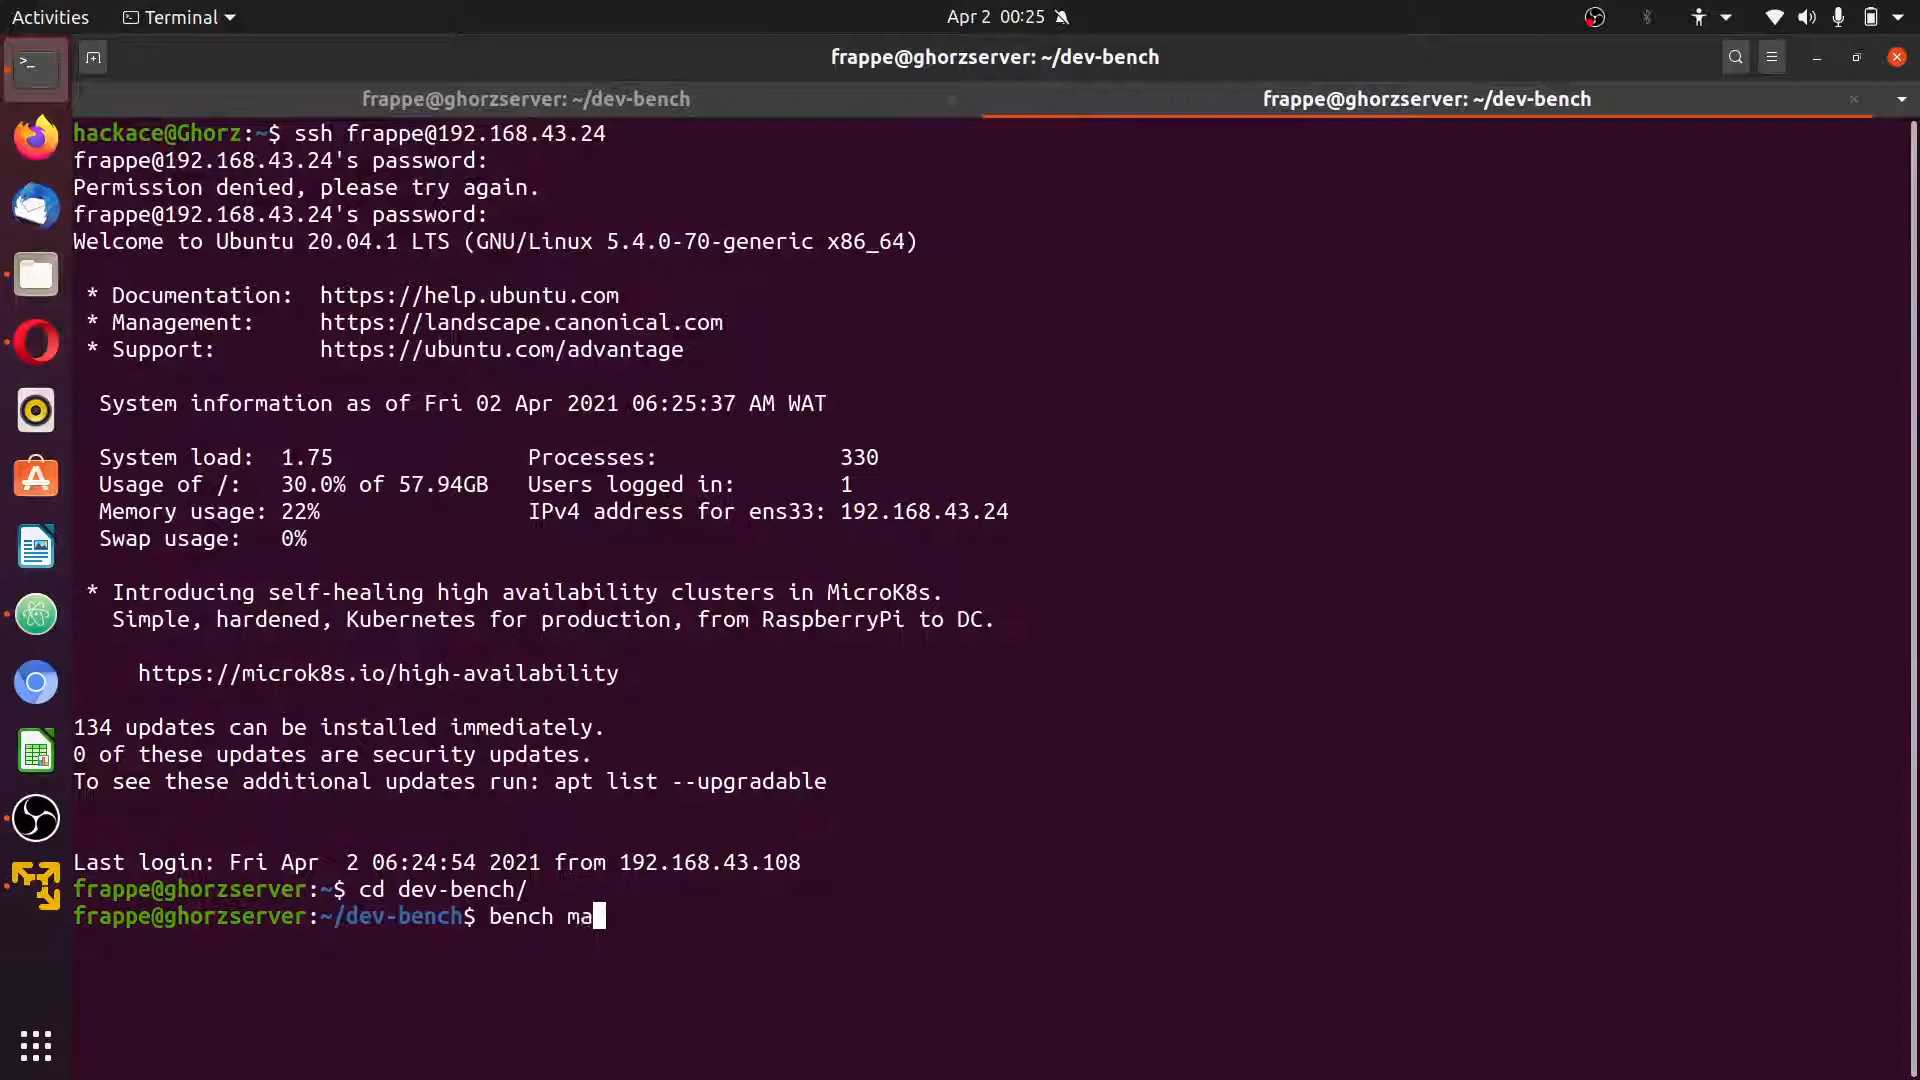 Activities
Terminal
Apr 2 00:25
frappe@ghorzserver: ~/dev-bench
frappe@ghorzserver: ~/dev-bench
frappe@ghorzserver: ~/dev-bench
hackace@Ghorz:~$ ssh frappe@192.168.43.24
frappe@192.168.43.24's password:
Permission denied, please try again.
frappe@192.168.43.24's password:
Welcome to Ubuntu 20.04.1 LTS (GNU/Linux 5.4.0-70-generic x86_64)
* Documentation: https://help.ubuntu.com
* Management: https://landscape.canonical.com
* Support: https://ubuntu.com/advantage
System information as of Fri 02 Apr 2021 06:25:37 AM WAT
System load: 1.75 Processes: 330
Usage of /: 30.0% of 57.94GB Users logged in: 1
Memory usage: 22% IPv4 address for ens33: 192.168.43.24
Swap usage: 0%
* Introducing self-healing high availability clusters in MicroK8s.
Simple, hardened, Kubernetes for production, from RaspberryPi to DC.
https://microk8s.io/high-availability
134 updates can be installed immediately.
0 of these updates are security updates.
To see these additional updates run: apt list --upgradable
Last login: Fri Apr 2 06:24:54 2021 from 192.168.43.108
frappe@ghorzserver:~$ cd dev-bench/
frappe@ghorzserver:~/dev-bench$ bench ma